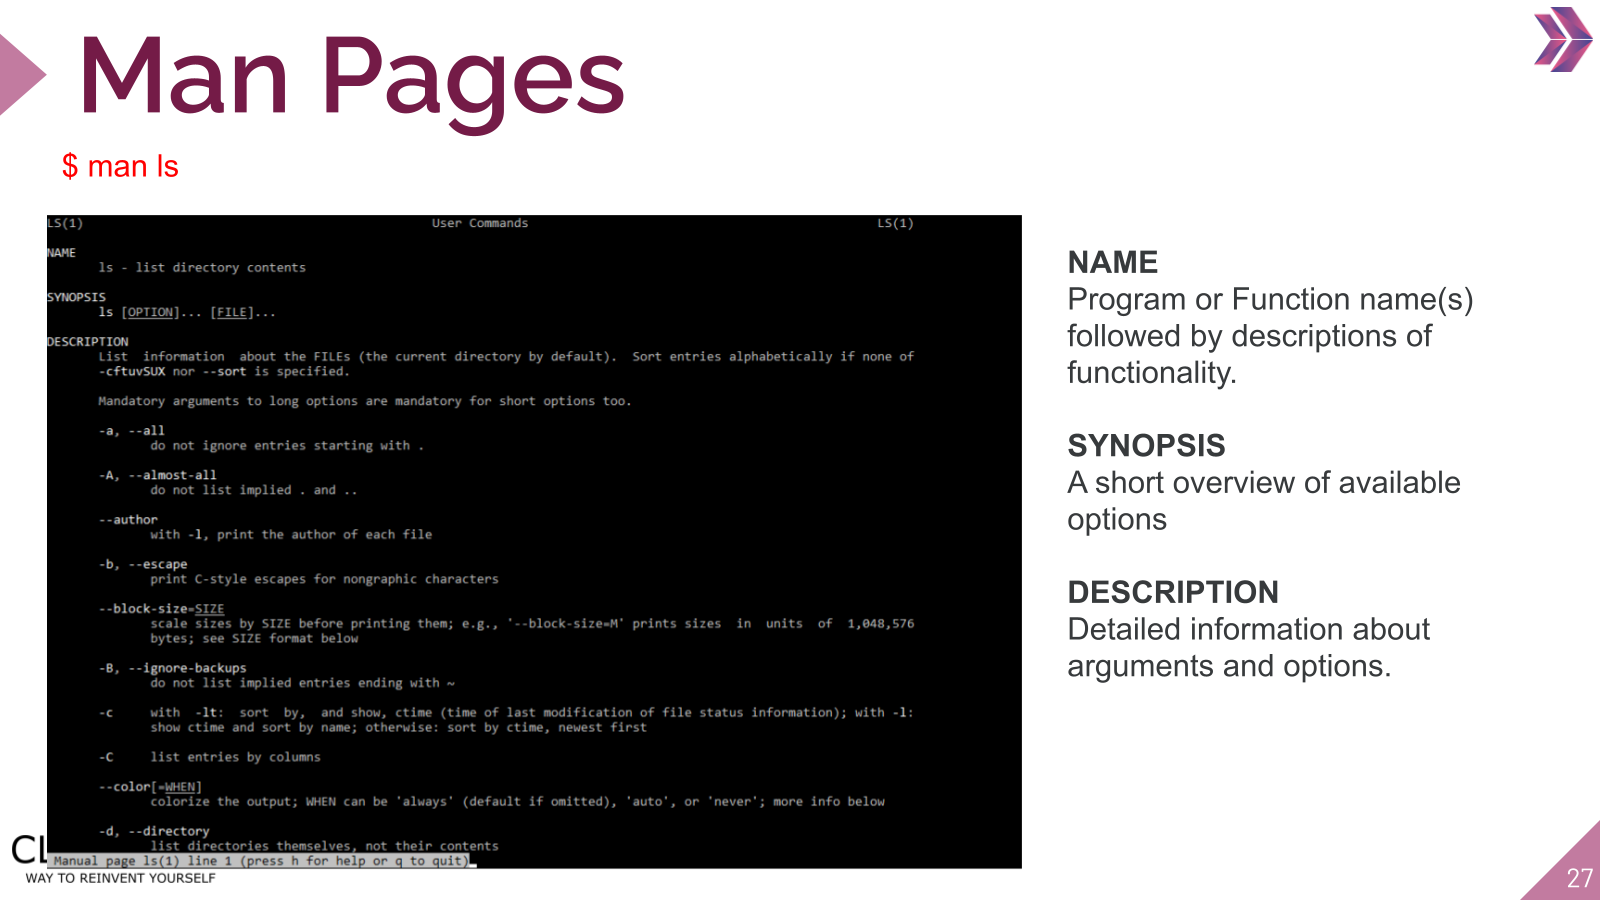 Man Pages
$ man ls
LS(1) User Commands LS(1)
NAME
ls - list directory contents
SYNOPSIS
ls [OPTION]... [FILE]...
DESCRIPTION
List information about the FILEs (the current directory by default). Sort entries alphabetically if none of
-cftuvSUX nor --sort is specified.
Mandatory arguments to long options are mandatory for short options too.
-a, --all
do not ignore entries starting with .
-A, --almost-all
do not list implied . and ..
--author
with -l, print the author of each file
-b, --escape
print C-style escapes for nongraphic characters
--block-size=SIZE
scale sizes by SIZE before printing them; e.g., '--block-size=M' prints sizes in units of 1,048,576
bytes; see SIZE format below
-B, --ignore-backups
do not list implied entries ending with ~
-c with -lt: sort by, and show, ctime (time of last modification of file status information); with -l:
show ctime and sort by name; otherwise: sort by ctime, newest first
-C list entries by columns
--color[=WHEN]
colorize the output; WHEN can be 'always' (default if omitted), 'auto', or 'never'; more info below
-d, --directory
list directories themselves, not their contents
Manual page ls(1) line 1 (press h for help or q to quit)
NAME
Program or Function name(s)
followed by descriptions of
functionality.
SYNOPSIS
A short overview of available
options
DESCRIPTION
Detailed information about
arguments and options.
WAY TO REINVENT YOURSELF
27